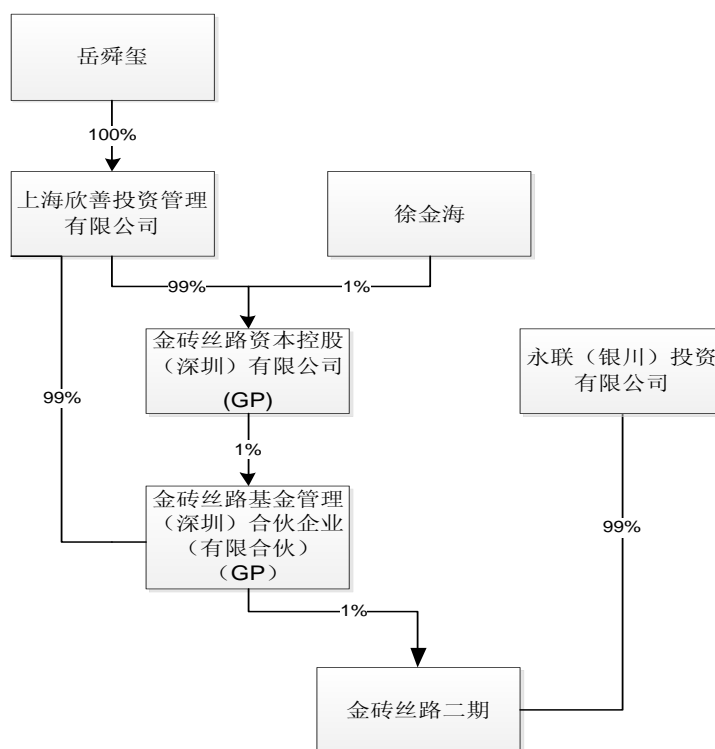 岳舜玺
100%
上海欣善投资管理
有限公司
徐金海
99%
1%
金砖丝路资本控股
（深圳）有限公司
(GP)
永联（银川）投资
有限公司
99%
1%
金砖丝路基金管理
（深圳）合伙企业
（有限合伙）
（GP）
99%
1%
金砖丝路二期